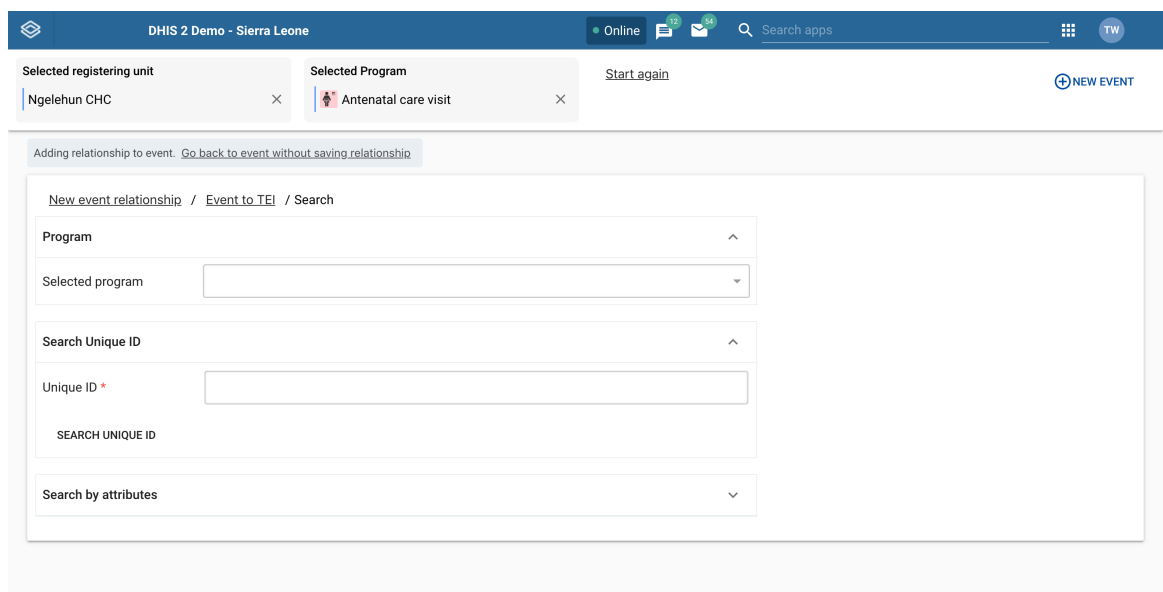 DHIS 2 Demo - Sierra Leone
Online
12
54
Search apps
TW
Selected registering unit
Ngelehun CHC
Selected Program
Antenatal care visit
Start again
NEW EVENT
Adding relationship to event. Go back to event without saving relationship
New event relationship / Event to TEI / Search
Program
Selected program
Search Unique ID
Unique ID *
SEARCH UNIQUE ID
Search by attributes